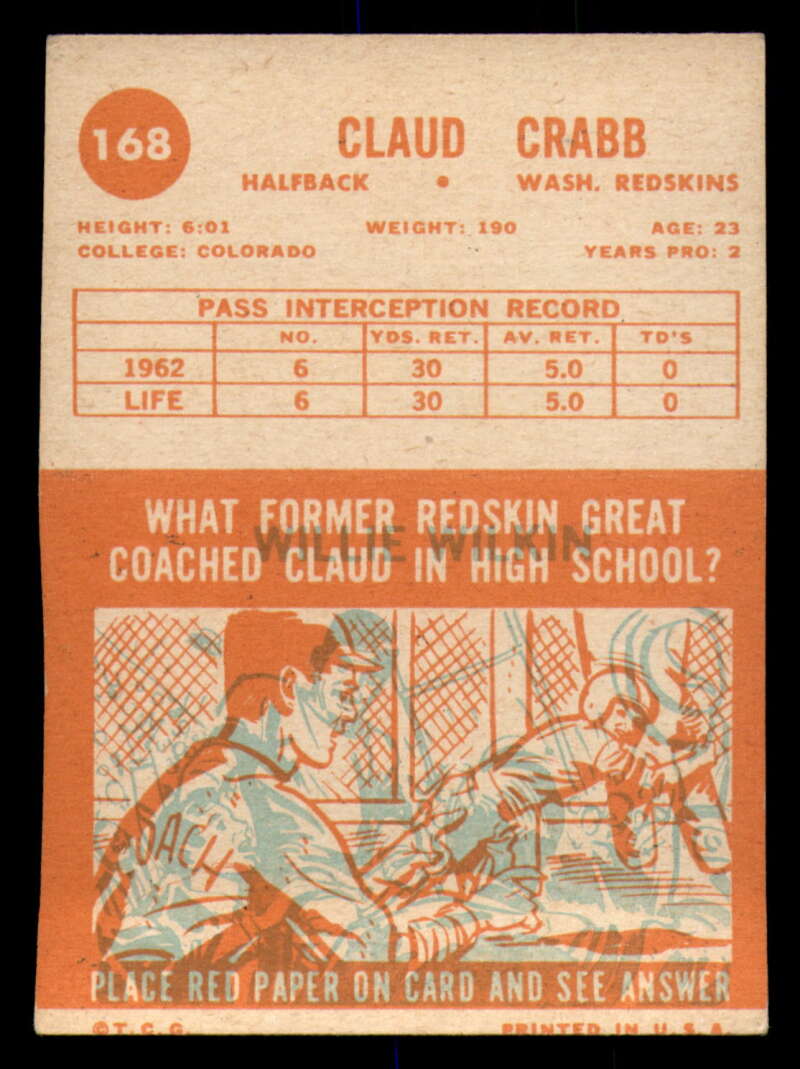 168
CLAUD CRABB
HALFBACK • WASH. REDSKINS
HEIGHT: 6:01 WEIGHT: 190 AGE: 23
COLLEGE: COLORADO YEARS PRO: 2
PASS INTERCEPTION RECORD
NO. YDS. RET. AV. RET. TD'S
1962 6 30 5.0 0
LIFE 6 30 5.0 0
WHAT FORMER REDSKIN GREAT
WILLIE WILKIN
COACHED CLAUD IN HIGH SCHOOL?
COACH
PLACE RED PAPER ON CARD AND SEE ANSWER
© T. C. G. PRINTED IN U. S. A.